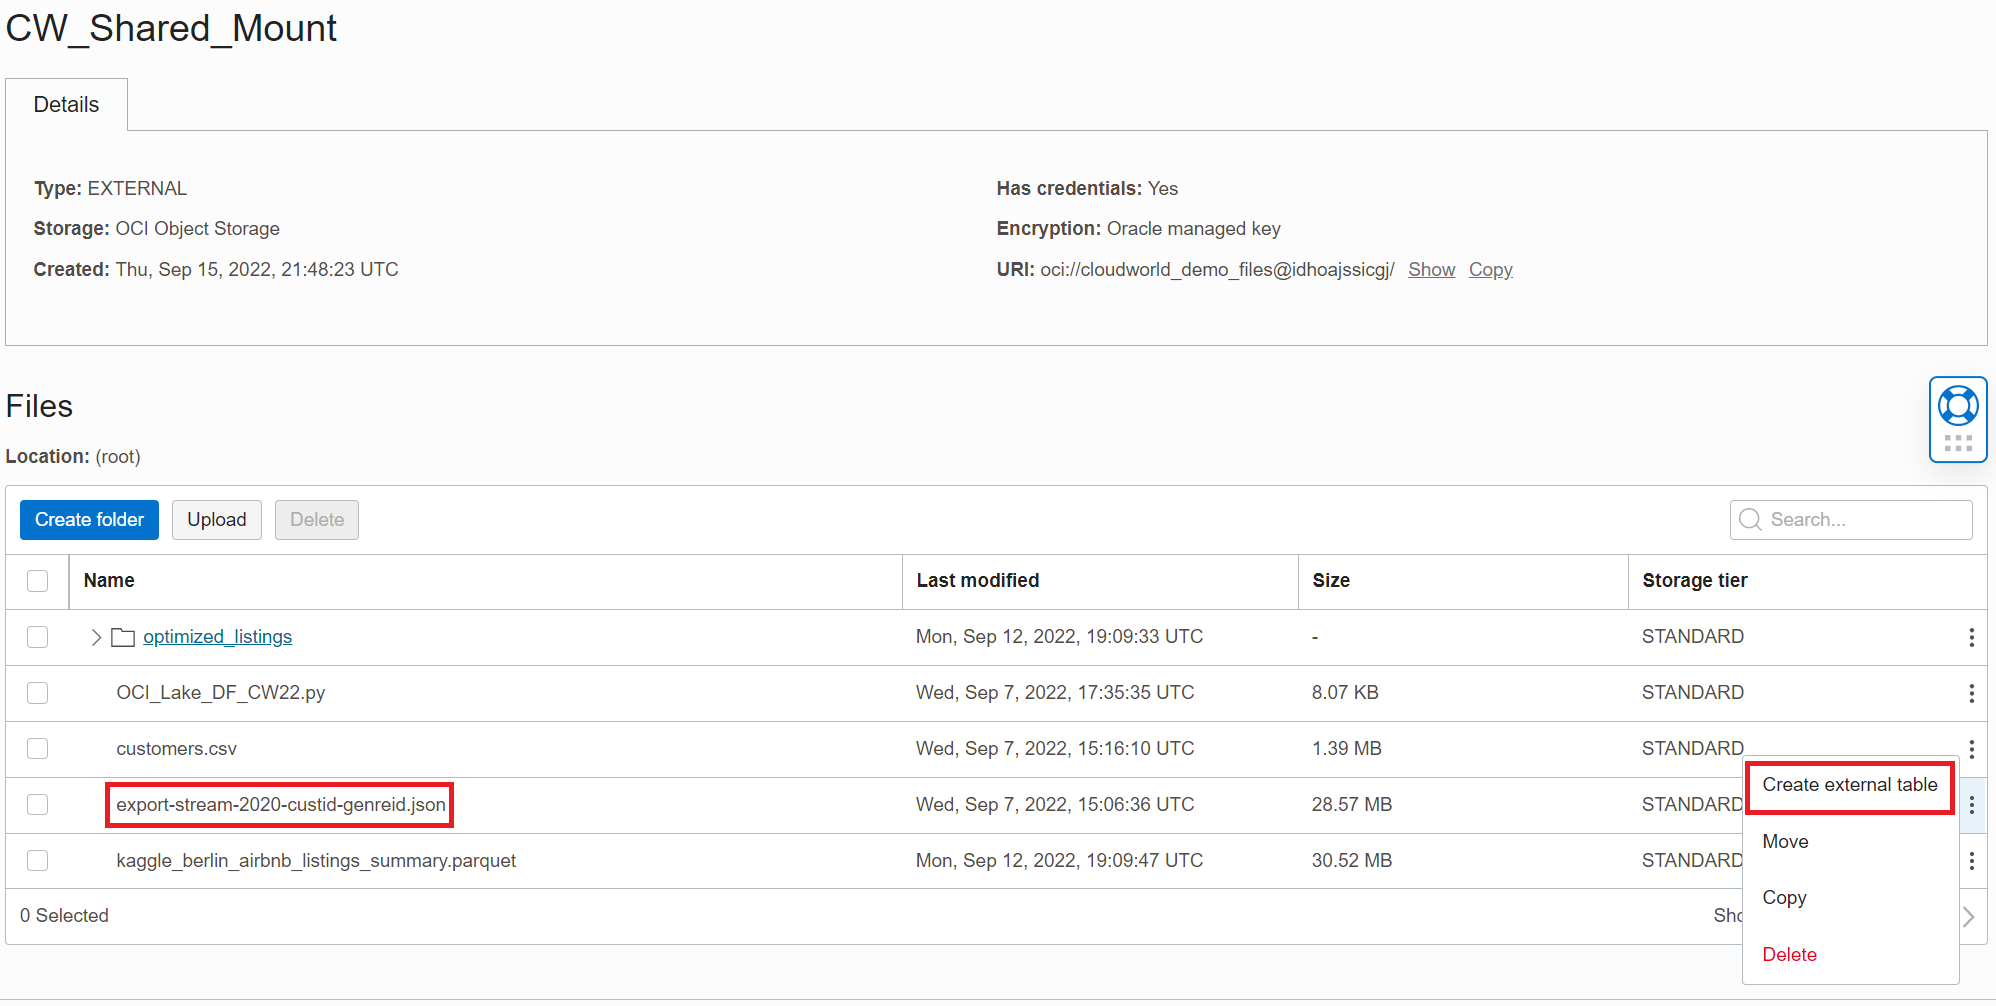 CW_Shared_Mount
Details
Type: EXTERNAL
Has credentials: Yes
Storage: OCI Object Storage
Encryption: Oracle managed key
Created: Thu, Sep 15, 2022, 21:48:23 UTC
URI: oci://cloudworld_demo_files@idhoajssicgj/ Show Copy
Files
Location: (root)
Create folder Upload Delete Search...
Name Last modified Size Storage tier
optimized_listings Mon, Sep 12, 2022, 19:09:33 UTC - STANDARD
OCI_Lake_DF_CW22.py Wed, Sep 7, 2022, 17:35:35 UTC 8.07 KB STANDARD
customers.csv Wed, Sep 7, 2022, 15:16:10 UTC 1.39 MB STANDARD
export-stream-2020-custid-genreid.json Wed, Sep 7, 2022, 15:06:36 UTC 28.57 MB STANDARD
kaggle_berlin_airbnb_listings_summary.parquet Mon, Sep 12, 2022, 19:09:47 UTC 30.52 MB STANDARD
0 Selected
Create external table
Move
Copy
Delete